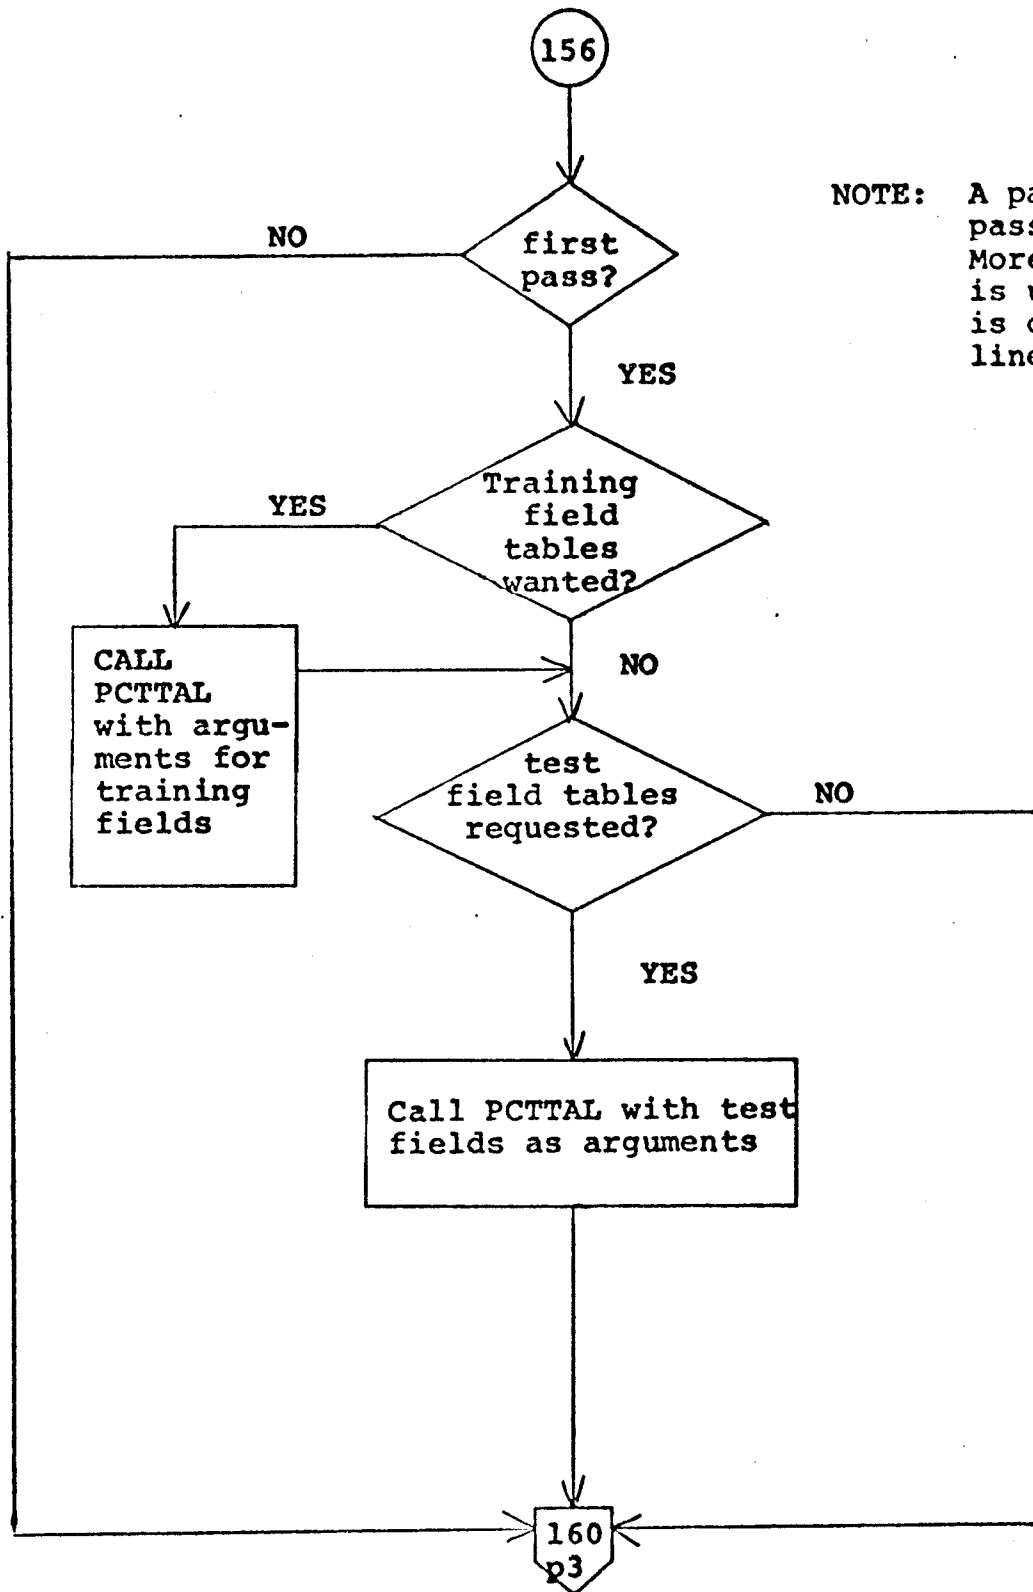 156
NOTE: A pa
pass
More
is u
is o
line
NO
first
pass?
YES
Training
field
tables
wanted?
YES
NO
CALL
PCTTAL
with argu-
ments for
training
fields
test
field tables
requested?
NO
YES
Call PCTTAL with test
fields as arguments
160
p3